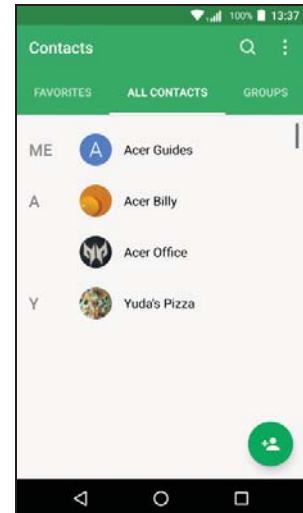 100% 13:37
Contacts
FAVORITES ALL CONTACTS GROUPS
ME A Acer Guides
A Acer Billy
Acer Office
Y Yuda's Pizza